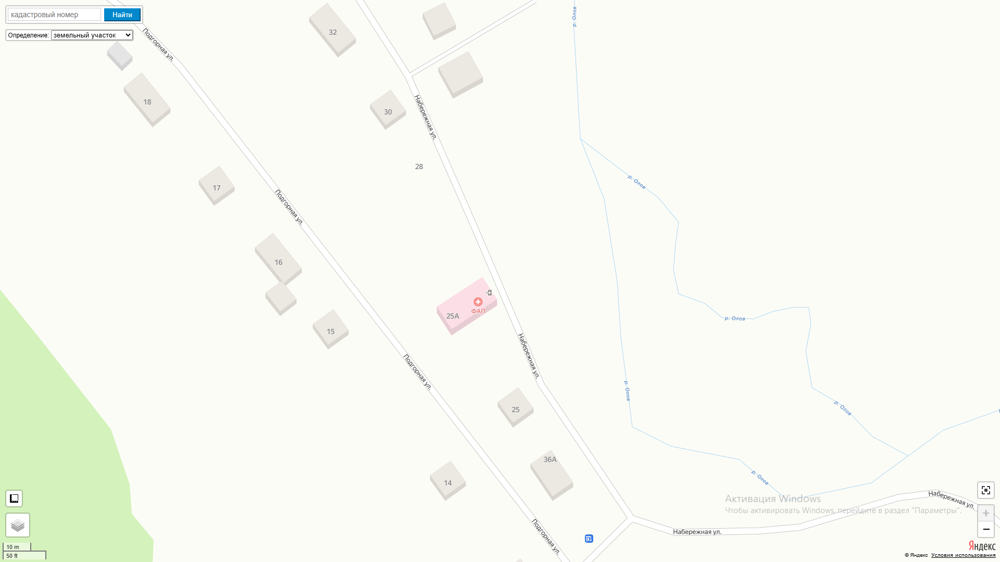 кадастровый номер
Найти
Определение: земельный участок
р. Олов
Подгорная ул.
32
18
30
Набережная ул.
28
р. Олов
17
Подгорная ул.
16
25А
ФАП
р. Олов
15
Набережная ул.
Подгорная ул.
р. Олов
25
р. Олов
36А
14
р. Олов
Набережная ул.
Активация Windows
Чтобы активировать Windows, перейдите в раздел "Параметры".
Набережная ул.
Подгорная ул.
10 m
50 ft
Яндекс
© Яндекс Условия использования